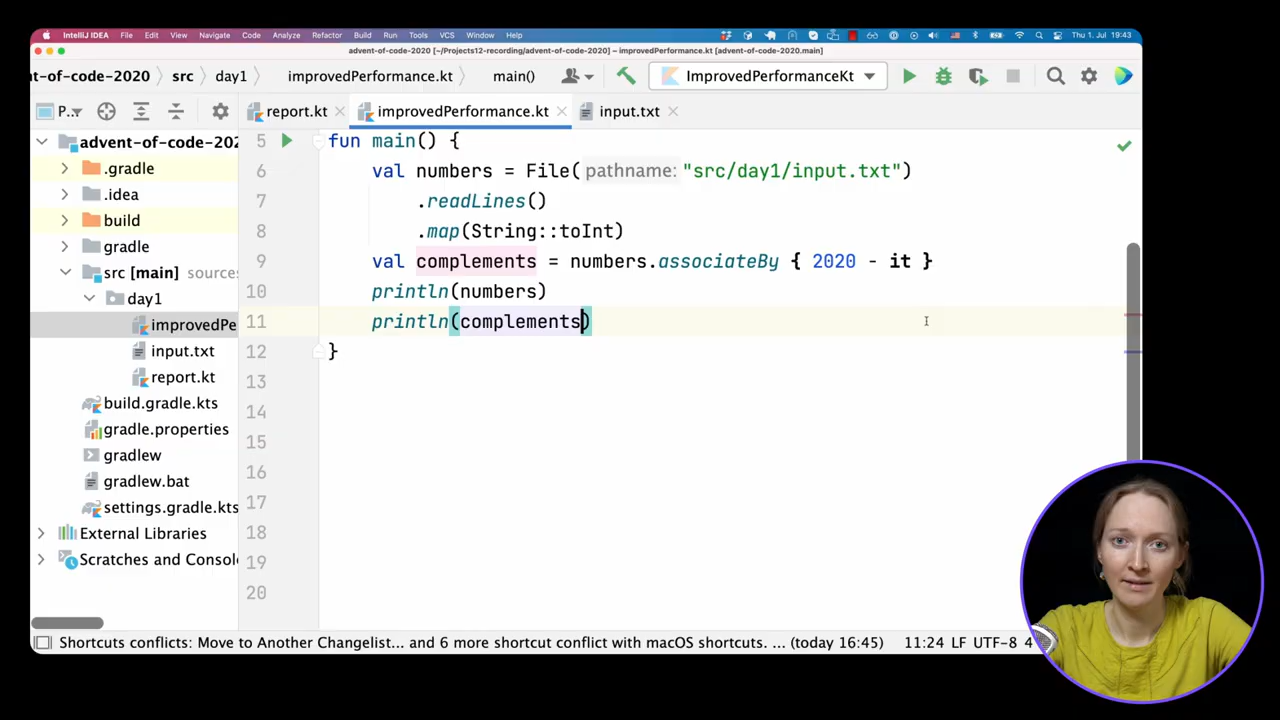 IntelliJ IDEA File Edit View Navigate Code Analyze Refactor Build Run Tools VCS Window Help Thu 1. Jul 19:43
advent-of-code-2020 [~/Projects12-recording/advent-of-code-2020] – improvedPerformance.kt [advent-of-code-2020.main]
nt-of-code-2020 src day1 improvedPerformance.kt main() ImprovedPerformanceKt
P... report.kt improvedPerformance.kt input.txt
advent-of-code-202
.gradle
.idea
build
gradle
src [main] sources
day1
improvedPe
input.txt
report.kt
build.gradle.kts
gradle.properties
gradlew
gradlew.bat
settings.gradle.kts
External Libraries
Scratches and Consol
5 fun main() {
6 val numbers = File( pathname: "src/day1/input.txt")
7 .readLines()
8 .map(String::toInt)
9 val complements = numbers.associateBy { 2020 - it }
10 println(numbers)
11 println(complements)
12 }
13
14
15
16
17
18
19
20
Shortcuts conflicts: Move to Another Changelist... and 6 more shortcut conflict with macOS shortcuts. ... (today 16:45) 11:24 LF UTF-8 4